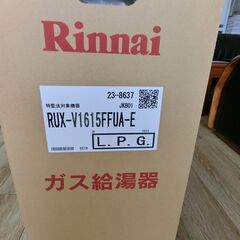 Rinnai
23-8637
特監法対象機器
JKB01
RUX-V1615FFUA-E
L.P.G.
ガス給湯器